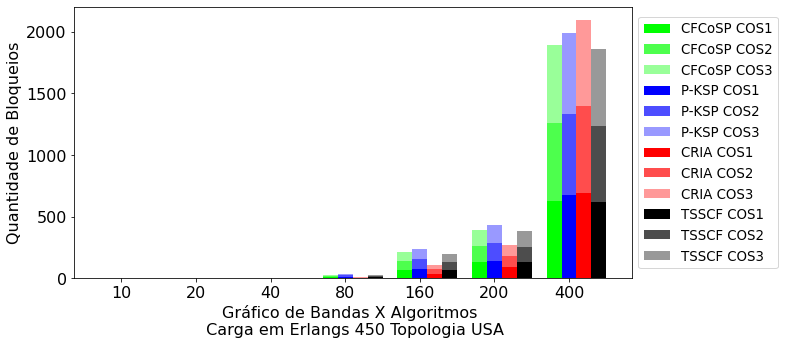 Quantidade de Bloqueios
2000
1500
1000
500
0
10 20 40 80 160 200 400
Gráfico de Bandas X Algoritmos
Carga em Erlangs 450 Topologia USA
CFCoSP COS1
CFCoSP COS2
CFCoSP COS3
P-KSP COS1
P-KSP COS2
P-KSP COS3
CRIA COS1
CRIA COS2
CRIA COS3
TSSCF COS1
TSSCF COS2
TSSCF COS3